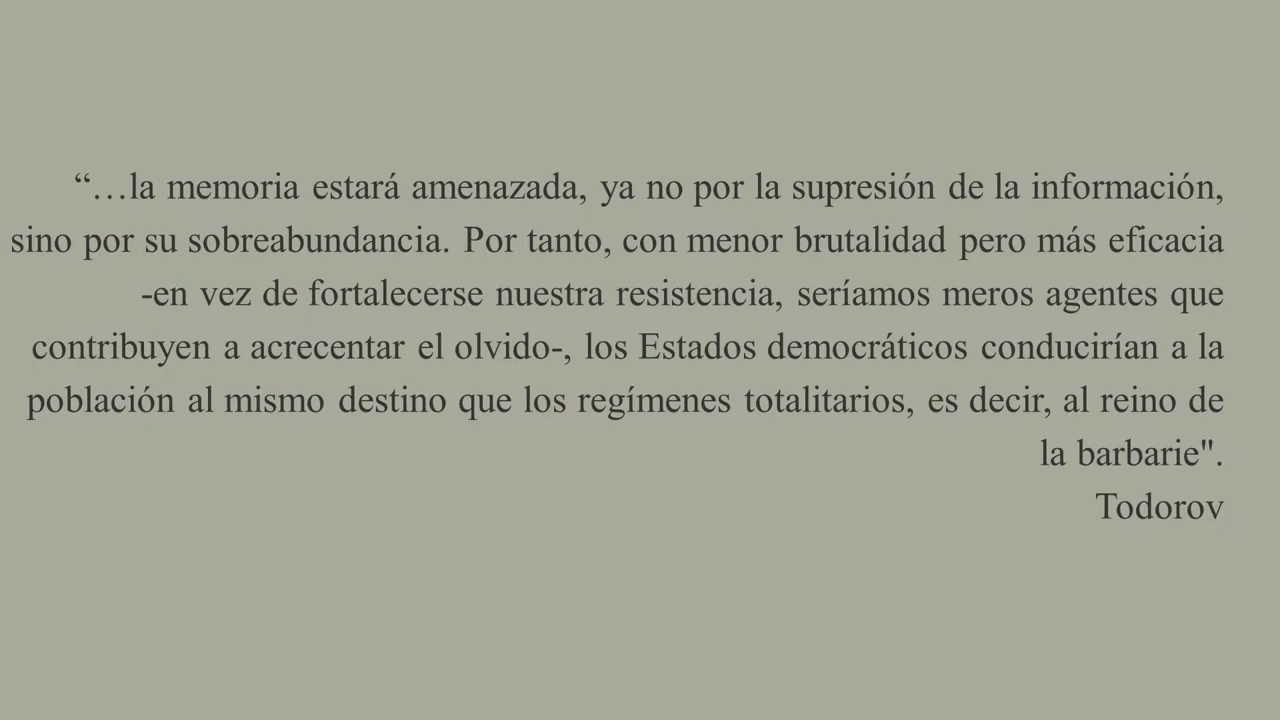 “…la memoria estará amenazada, ya no por la supresión de la información,
sino por su sobreabundancia. Por tanto, con menor brutalidad pero más eficacia
-en vez de fortalecerse nuestra resistencia, seríamos meros agentes que
contribuyen a acrecentar el olvido-, los Estados democráticos conducirían a la
población al mismo destino que los regímenes totalitarios, es decir, al reino de
la barbarie".
Todorov